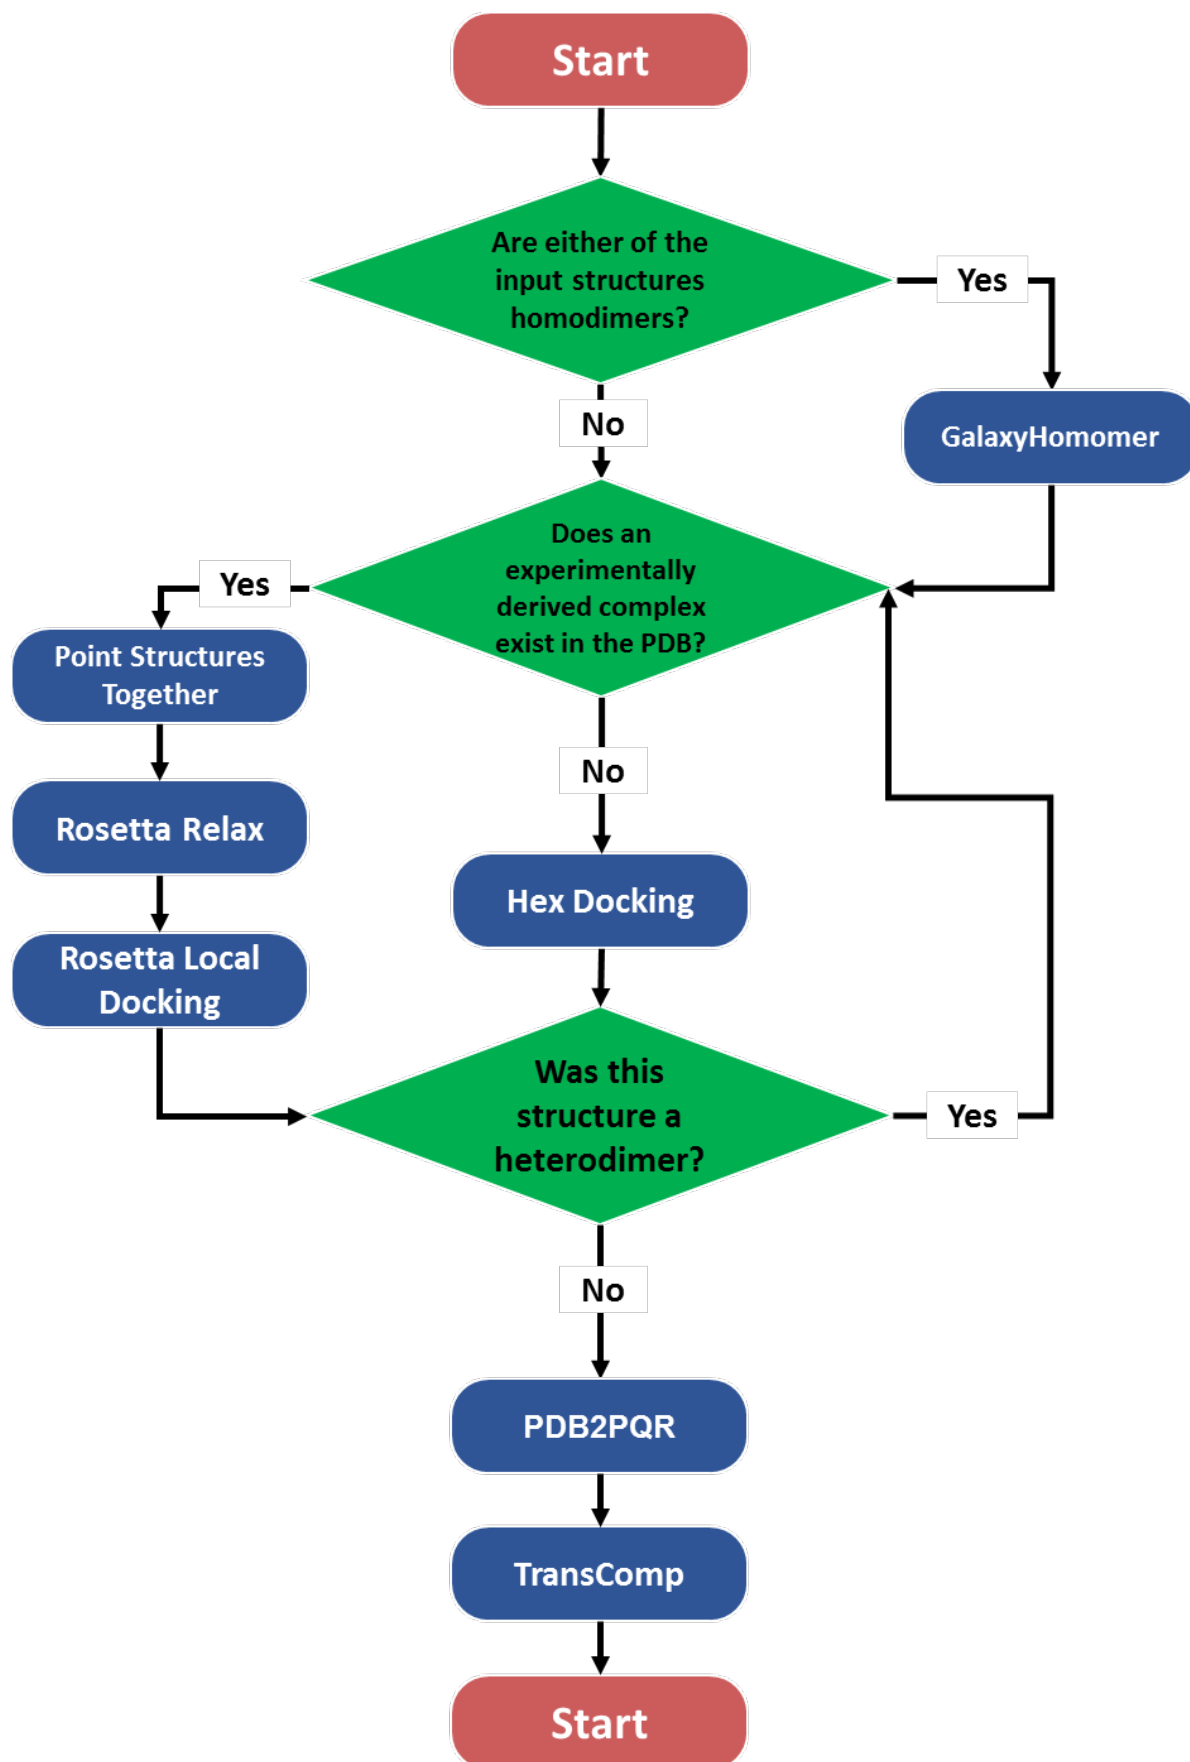 Start
Are either of the
input structures
homodimers?
Yes
No
GalaxyHomomer
Does an
experimentally
derived complex
exist in the PDB?
Yes
Point Structures
Together
No
Rosetta Relax
Hex Docking
Rosetta Local
Docking
Was this
structure a
heterodimer?
Yes
No
PDB2PQR
TransComp
Start